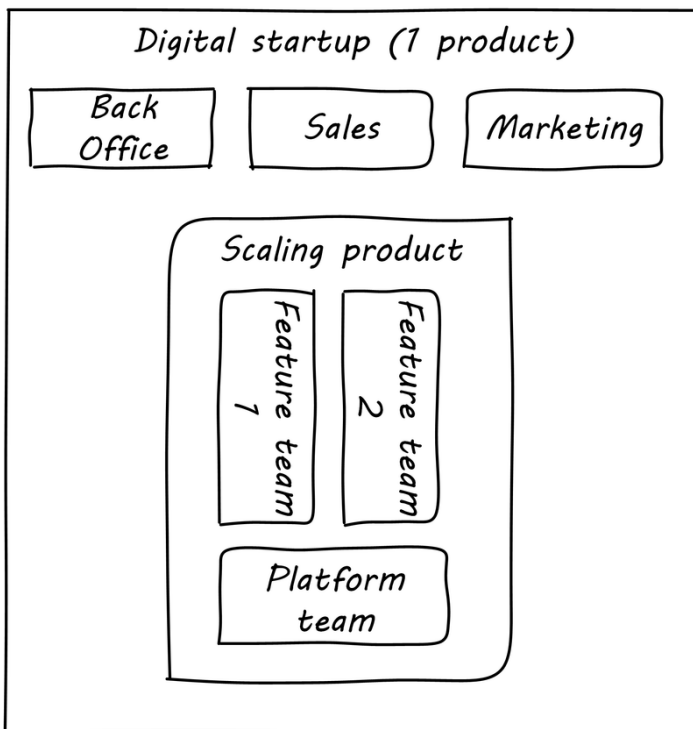 Digital startup (1 product)
Back
Office
Sales
Marketing
Scaling product
Feature team
1
Feature team
2
Platform
team